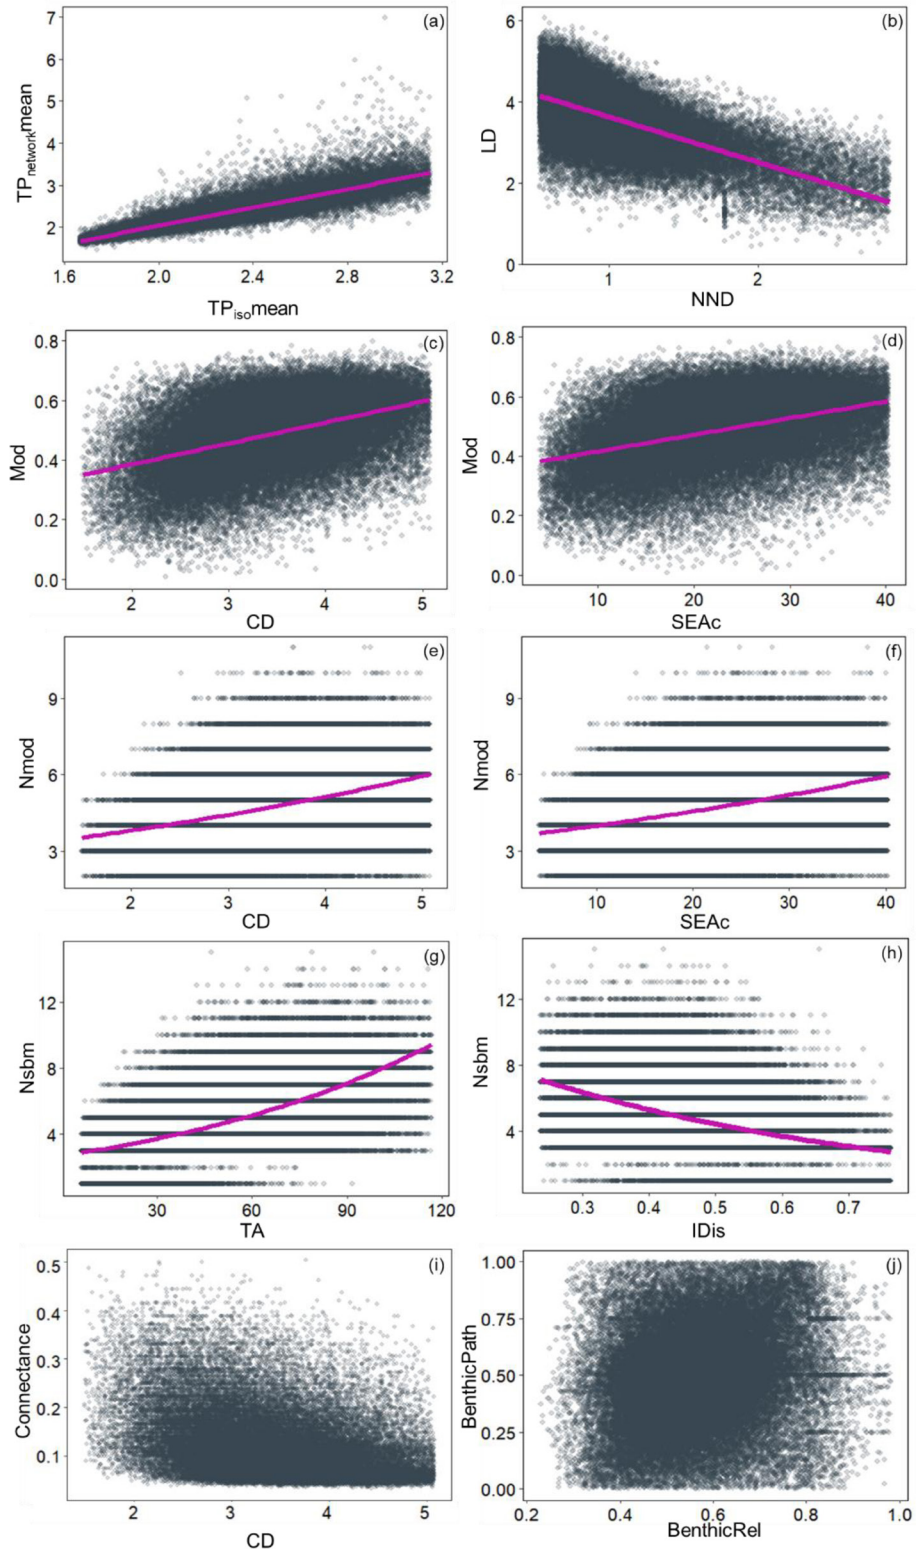 (a)
7
6
5
4
3
2
TPnetworkmean
1.6 2.0 2.4 2.8 3.2
TPisomean
(b)
6
4
2
0
LD
1 2
NND
(c)
0.8
0.6
0.4
0.2
0.0
Mod
2 3 4 5
CD
(d)
0.8
0.6
0.4
0.2
0.0
Mod
10 20 30 40
SEAc
(e)
9
6
3
Nmod
2 3 4 5
CD
(f)
9
6
3
Nmod
10 20 30 40
SEAc
(g)
12
8
4
Nsbm
30 60 90 120
TA
(h)
12
8
4
Nsbm
0.3 0.4 0.5 0.6 0.7
IDis
(i)
0.5
0.4
0.3
0.2
0.1
Connectance
2 3 4 5
CD
(j)
1.00
0.75
0.50
0.25
0.00
BenthicPath
0.2 0.4 0.6 0.8 1.0
BenthicRel